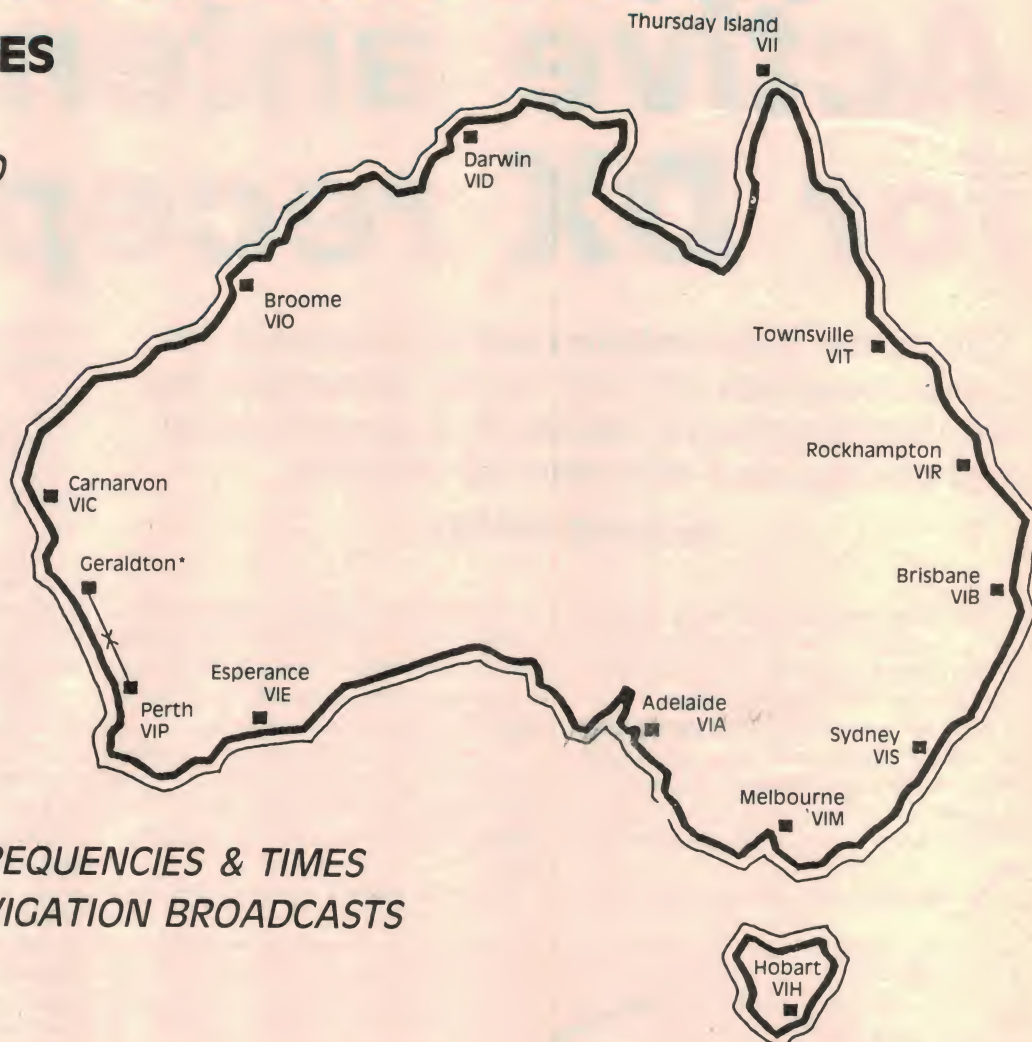 ES
Thursday Island
VII
Darwin
VID
Broome
VIO
Townsville
VIT
Rockhampton
VIR
Carnarvon
VIC
Geraldton*
Brisbane
VIB
Esperance
VIE
Perth
VIP
Adelaide
VIA
Sydney
VIS
Melbourne
VIM
REQUENCIES & TIMES
VIGATION BROADCASTS
Hobart
VIH